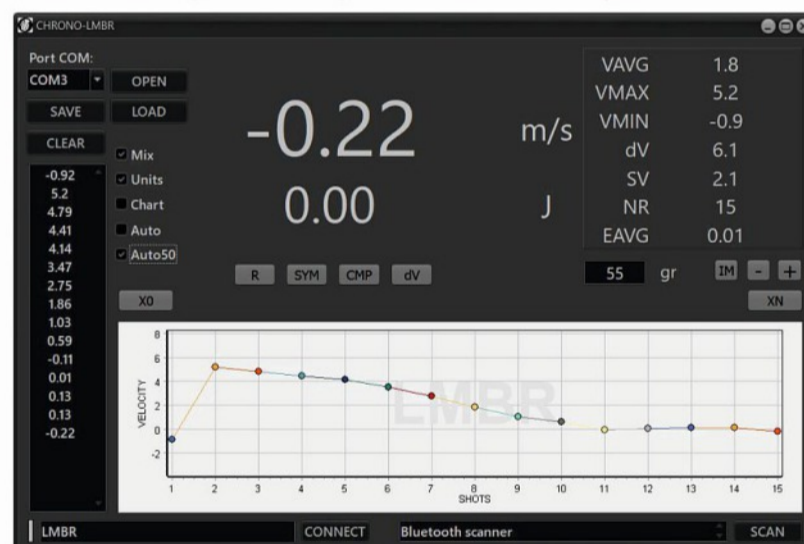 CHRONO-LMBR
Port COM:
COM3
OPEN
SAVE
LOAD
CLEAR
Mix
Units
Chart
Auto
Auto50
-0.92
5.2
4.79
4.41
4.14
3.47
2.75
1.86
1.03
0.59
-0.11
0.01
0.13
0.13
-0.22
-0.22 m/s
0.00 J
R SYM CMP dV
VAVG 1.8
VMAX 5.2
VMIN -0.9
dV 6.1
SV 2.1
NR 15
EAVG 0.01
55 gr IM - +
X0
XN
8
6
4
2
0
-2
VELOCITY
LMBR
1 2 3 4 5 6 7 8 9 10 11 12 13 14 15
SHOTS
LMBR CONNECT Bluetooth scanner SCAN